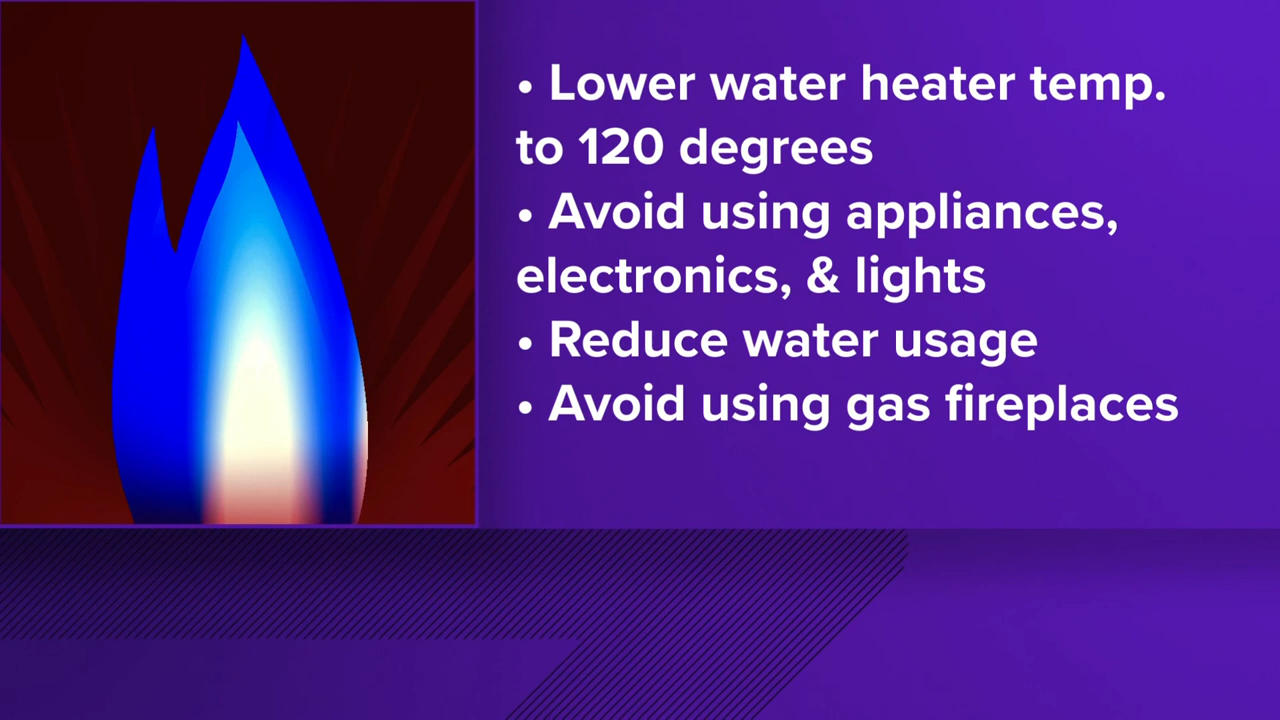 • Lower water heater temp.
to 120 degrees
• Avoid using appliances,
electronics, & lights
• Reduce water usage
• Avoid using gas fireplaces